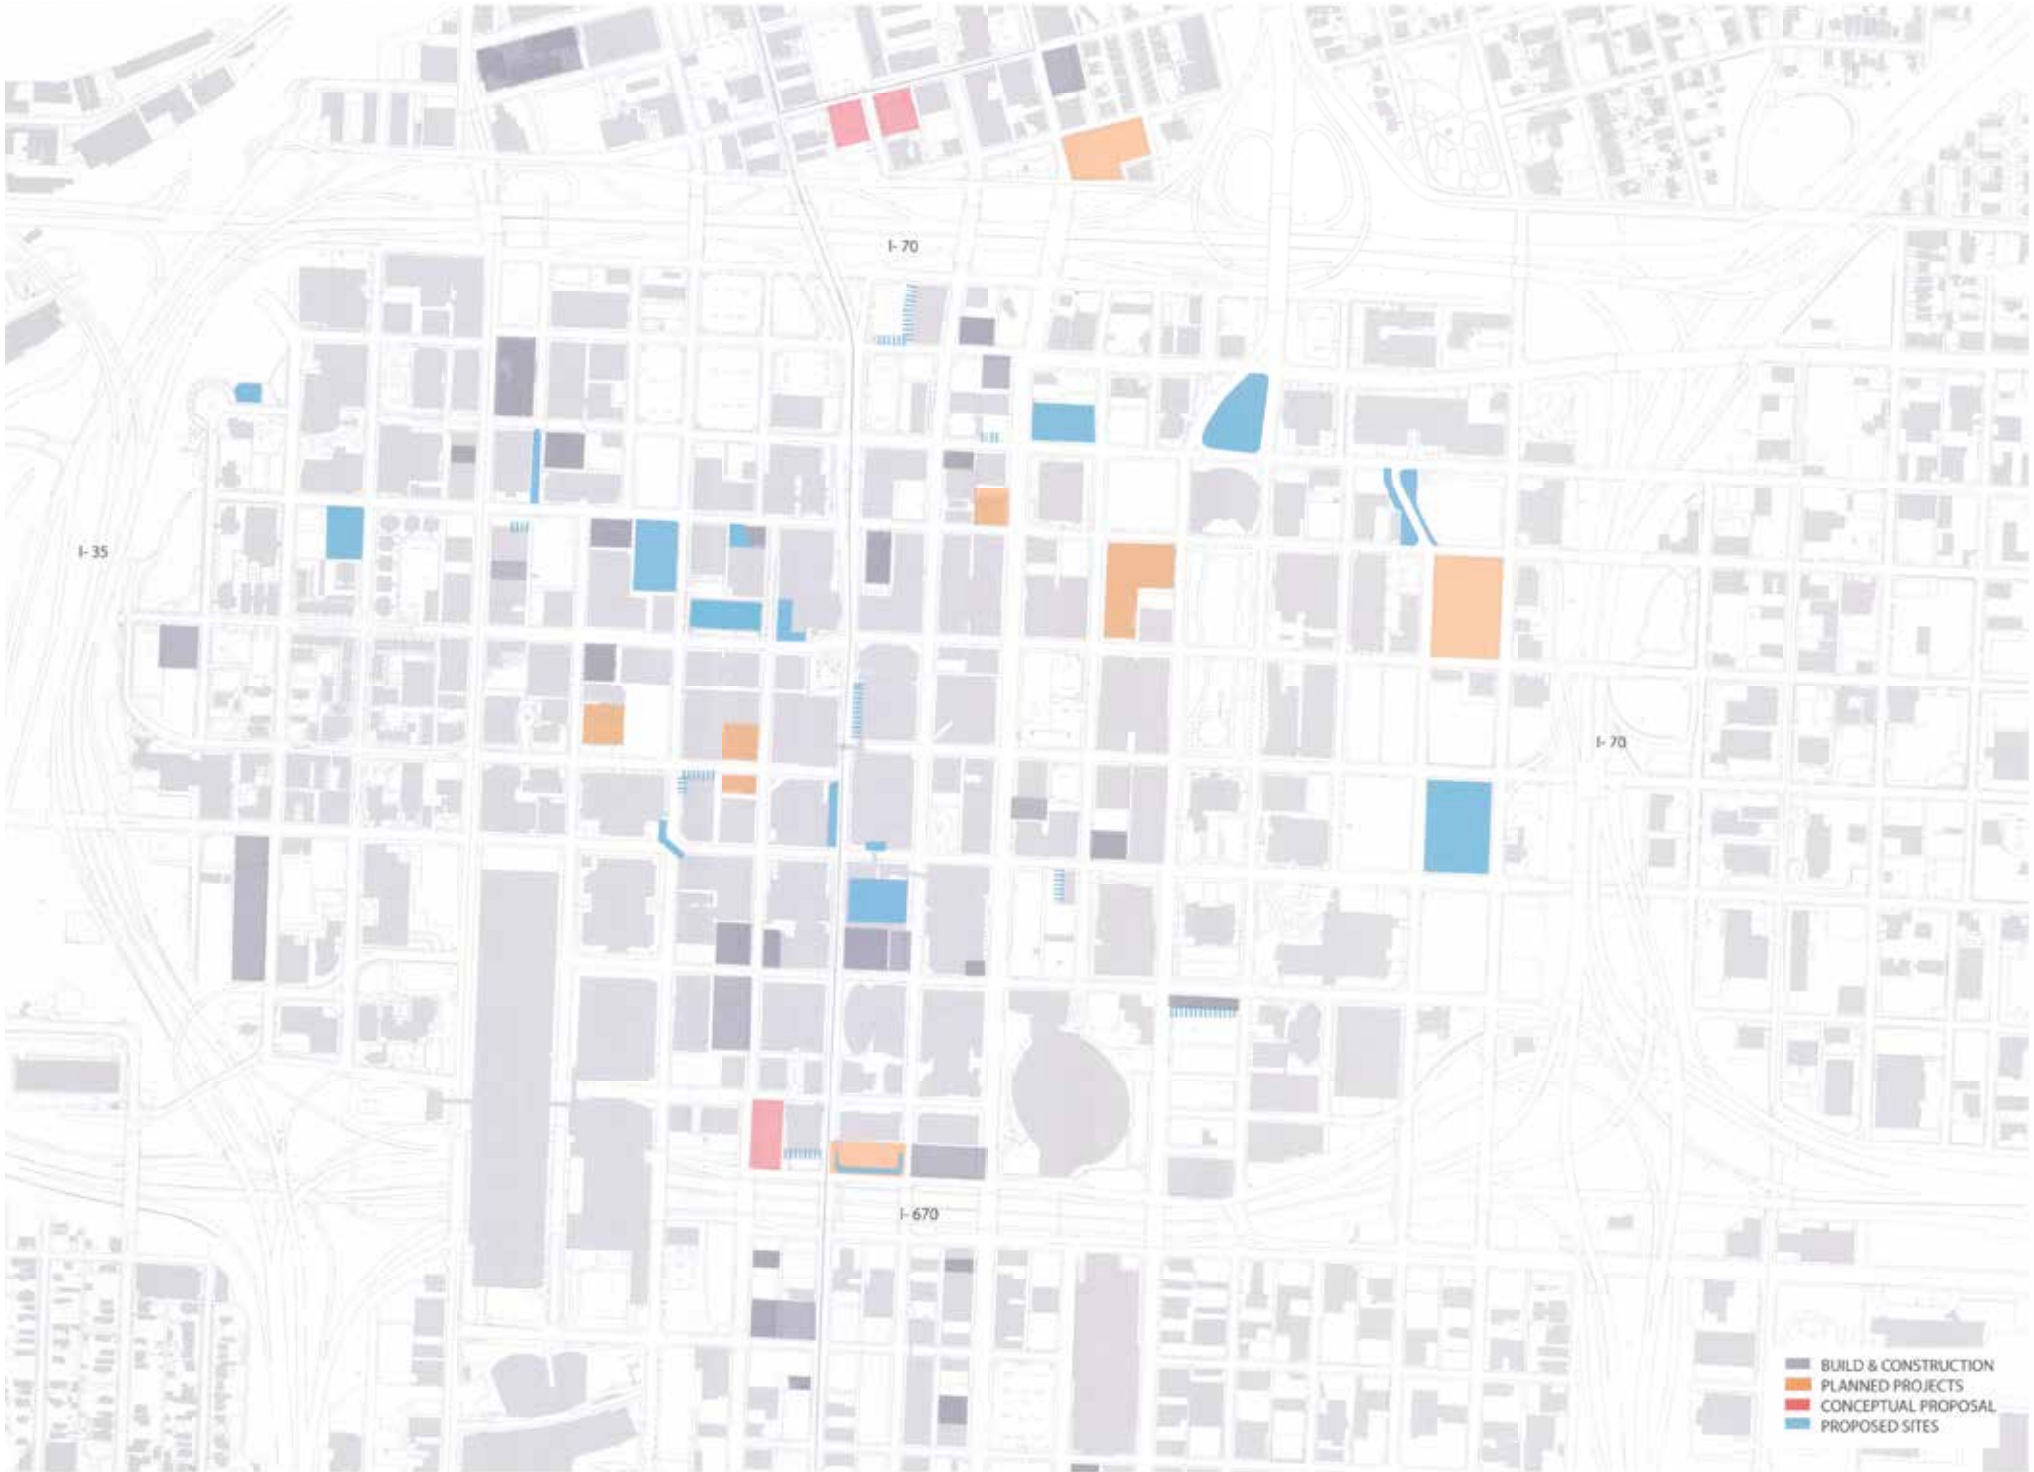 I- 70
I- 35
I- 70
I- 670
BUILD & CONSTRUCTION
PLANNED PROJECTS
CONCEPTUAL PROPOSAL
PROPOSED SITES